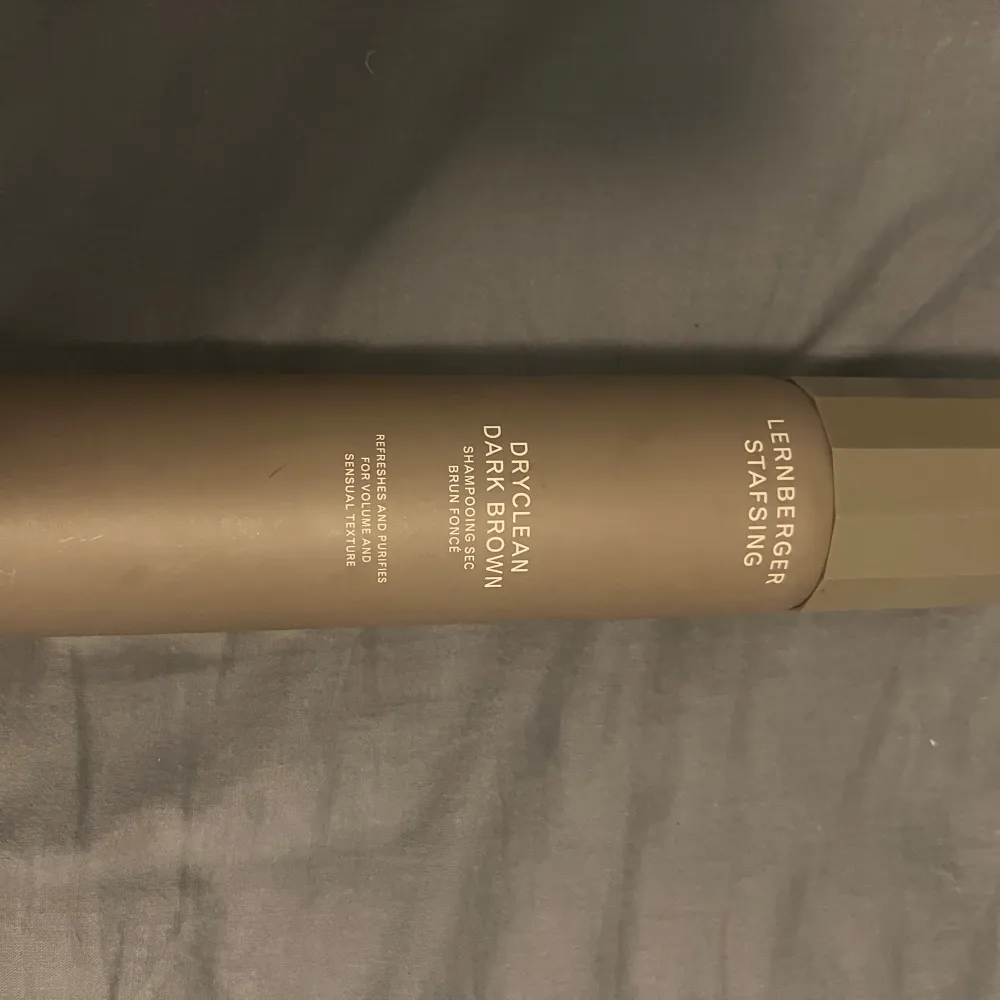 LERNBERGER
STAFSING
DRYCLEAN
DARK BROWN
SHAMPOOING SEC
BRUN FONCÉ
REFRESHES AND PURIFIES
FOR VOLUME AND
SENSUAL TEXTURE